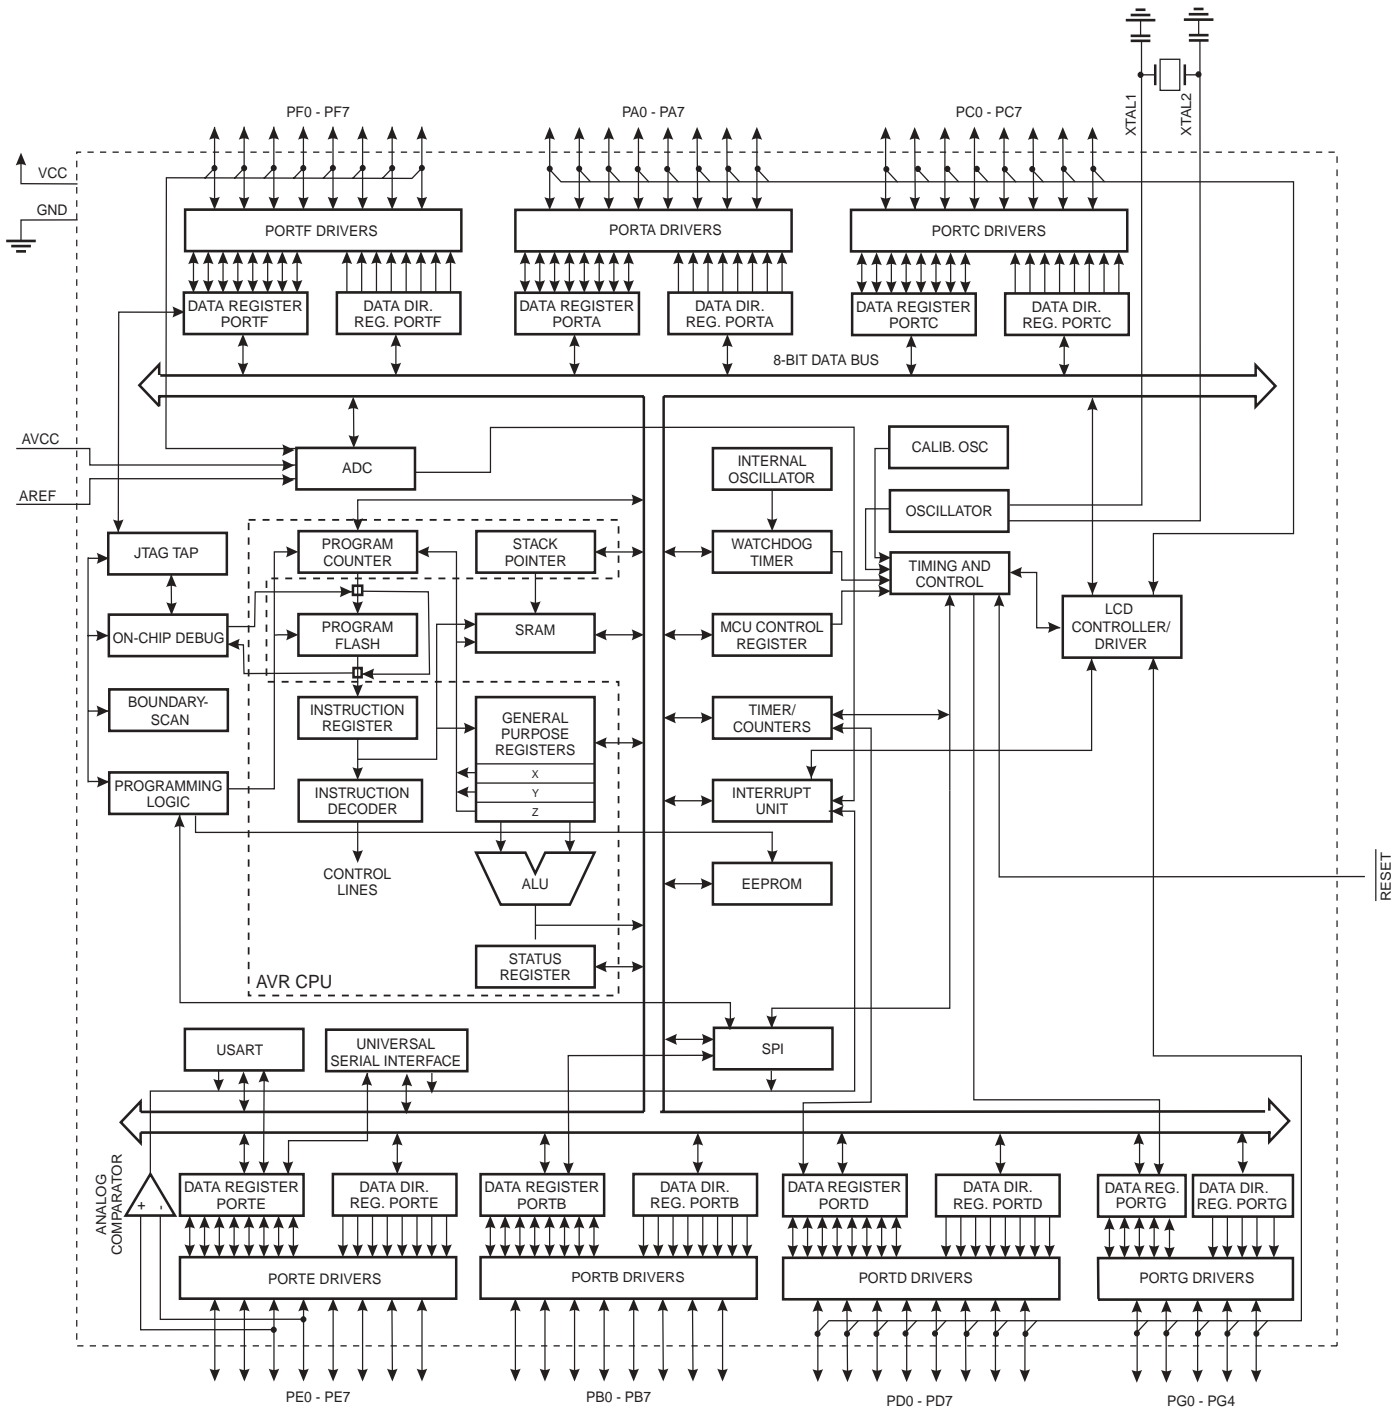 XTAL1
XTAL2
PF0 - PF7
PA0 - PA7
PC0 - PC7
VCC
GND
PORTF DRIVERS
PORTA DRIVERS
PORTC DRIVERS
DATA REGISTER
PORTF
DATA DIR.
REG. PORTF
DATA REGISTER
PORTA
DATA DIR.
REG. PORTA
DATA REGISTER
PORTC
DATA DIR.
REG. PORTC
8-BIT DATA BUS
AVCC
AREF
ADC
INTERNAL
OSCILLATOR
CALIB. OSC
OSCILLATOR
JTAG TAP
PROGRAM
COUNTER
STACK
POINTER
WATCHDOG
TIMER
TIMING AND
CONTROL
ON-CHIP DEBUG
PROGRAM
FLASH
SRAM
MCU CONTROL
REGISTER
LCD
CONTROLLER/
DRIVER
BOUNDARY-
SCAN
INSTRUCTION
REGISTER
GENERAL
PURPOSE
REGISTERS
X
Y
Z
TIMER/
COUNTERS
PROGRAMMING
LOGIC
INSTRUCTION
DECODER
INTERRUPT
UNIT
CONTROL
LINES
ALU
EEPROM
RESET
STATUS
REGISTER
AVR CPU
USART
UNIVERSAL
SERIAL INTERFACE
SPI
ANALOG
COMPARATOR
+
-
DATA REGISTER
PORTE
DATA DIR.
REG. PORTE
DATA REGISTER
PORTB
DATA DIR.
REG. PORTB
DATA REGISTER
PORTD
DATA DIR.
REG. PORTD
DATA REG.
PORTG
DATA DIR.
REG. PORTG
PORTE DRIVERS
PORTB DRIVERS
PORTD DRIVERS
PORTG DRIVERS
PE0 - PE7
PB0 - PB7
PD0 - PD7
PG0 - PG4